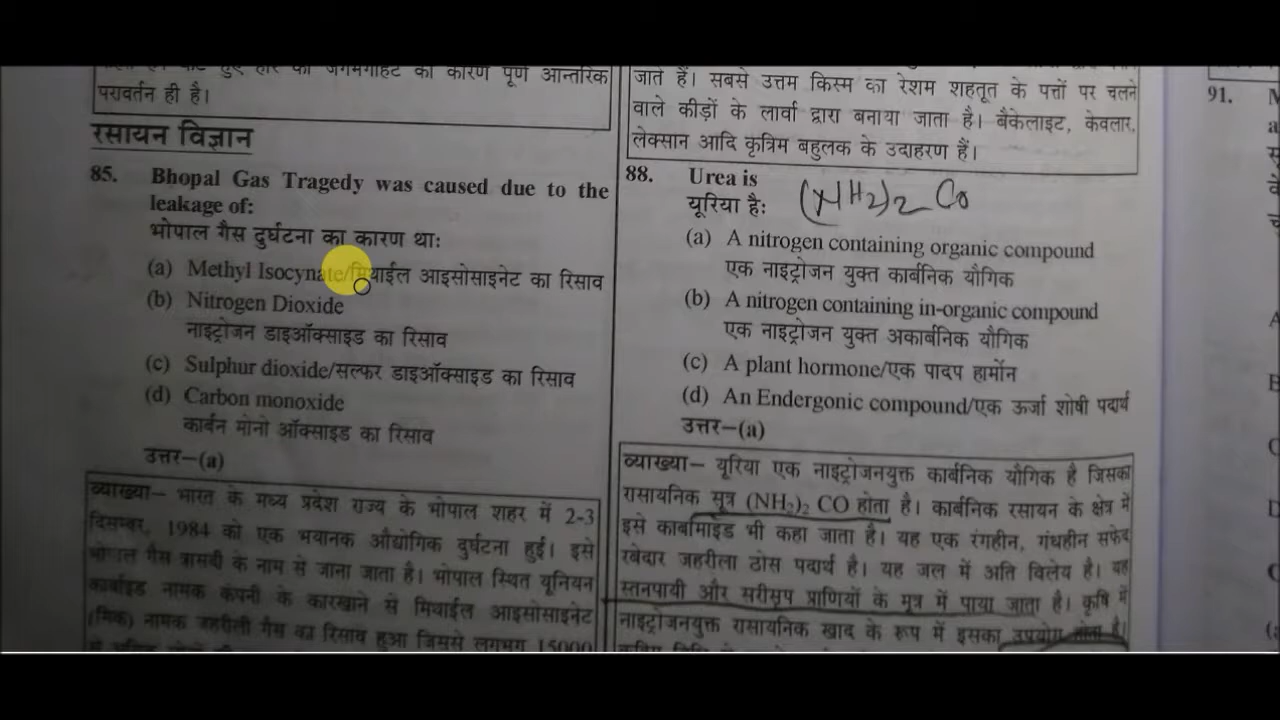 परावर्तन ही है।
रसायन विज्ञान
85. Bhopal Gas Tragedy was caused due to the
leakage of:
भोपाल गैस दुर्घटना का कारण थाः
(a) Methyl Isocynate/मिथाईल आइसोसाइनेट का रिसाव
(b) Nitrogen Dioxide
नाइट्रोजन डाइऑक्साइड का रिसाव
(c) Sulphur dioxide/सल्फर डाइऑक्साइड का रिसाव
(d) Carbon monoxide
कार्बन मोनो ऑक्साइड का रिसाव
उत्तर–(a)
व्याख्या– भारत के मध्य प्रदेश राज्य के भोपाल शहर में 2-3
दिसम्बर, 1984 को एक भयानक औद्योगिक दुर्घटना हुई। इसे
भोपाल गैस त्रासदी के नाम से जाना जाता है। भोपाल स्थित यूनियन
कार्बाइड नामक कंपनी के कारखाने से मिथाईल आइसोसाइनेट
(मिक) नामक जहरीली गैस का रिसाव हुआ जिससे लगभग 15000
जाते हैं। सबसे उत्तम किस्म का रेशम शहतूत के पत्तों पर चलने
वाले कीड़ों के लार्वा द्वारा बनाया जाता है। बैकेलाइट, केवलार,
लेक्सान आदि कृत्रिम बहुलक के उदाहरण हैं।
88. Urea is
यूरिया हैः (NH2)2 Co
(a) A nitrogen containing organic compound
एक नाइट्रोजन युक्त कार्बनिक यौगिक
(b) A nitrogen containing in-organic compound
एक नाइट्रोजन युक्त अकार्बनिक यौगिक
(c) A plant hormone/एक पादप हार्मोन
(d) An Endergonic compound/एक ऊर्जा शोषी पदार्थ
उत्तर–(a)
व्याख्या– यूरिया एक नाइट्रोजनयुक्त कार्बनिक यौगिक है जिसका
रासायनिक सूत्र (NH₂)₂ CO होता है। कार्बनिक रसायन के क्षेत्र में
इसे कार्बामाइड भी कहा जाता है। यह एक रंगहीन, गंधहीन सफेद
रबेदार जहरीला ठोस पदार्थ है। यह जल में अति विलेय है। यह
स्तनपायी और सरीसृप प्राणियों के मूत्र में पाया जाता है। कृषि में
नाइट्रोजनयुक्त रासायनिक खाद के रूप में इसका उपयोग होता है।
91.